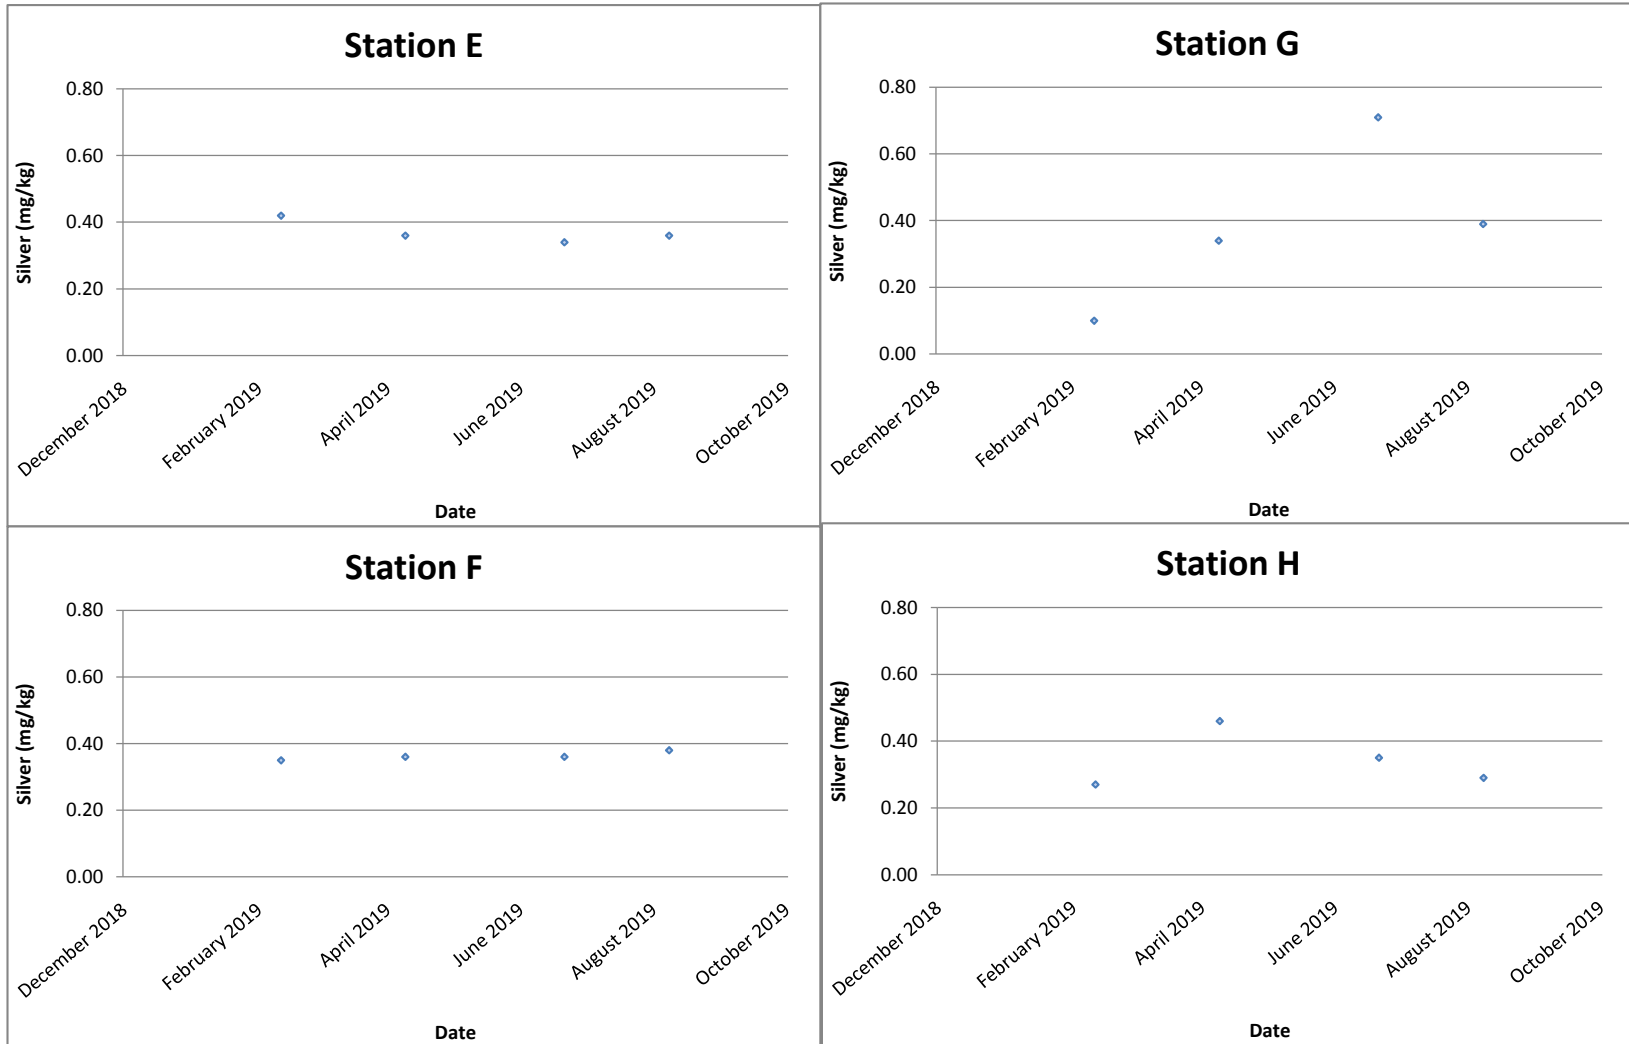 Station E
0.80
0.60
0.40
0.20
0.00
Silver (mg/kg)
December 2018
February 2019
April 2019
June 2019
August 2019
October 2019
Date
Station G
0.80
0.60
0.40
0.20
0.00
Silver (mg/kg)
December 2018
February 2019
April 2019
June 2019
August 2019
October 2019
Date
Station F
0.80
0.60
0.40
0.20
0.00
Silver (mg/kg)
December 2018
February 2019
April 2019
June 2019
August 2019
October 2019
Date
Station H
0.80
0.60
0.40
0.20
0.00
Silver (mg/kg)
December 2018
February 2019
April 2019
June 2019
August 2019
October 2019
Date